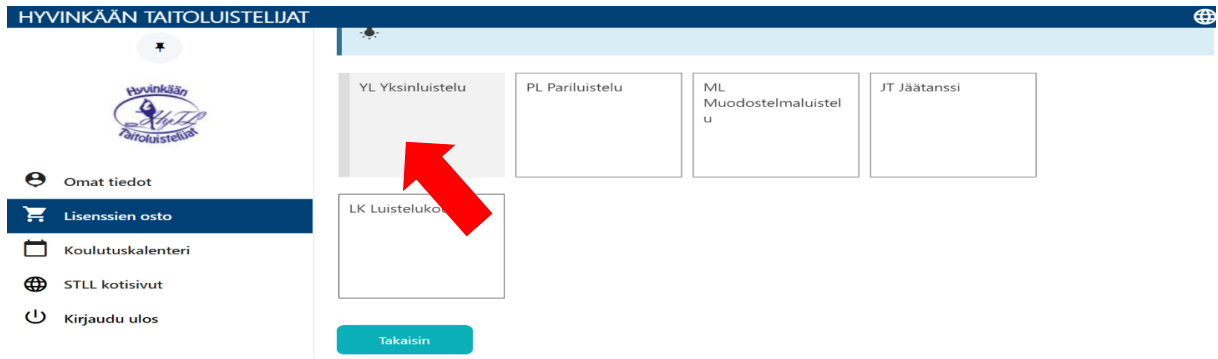 HYVINKÄÄN TAITOLUISTELIJAT
Hyvinkään
HyTL
Taitoluistelijat
Omat tiedot
Lisenssien osto
Koulutuskalenteri
STLL kotisivut
Kirjaudu ulos
YL Yksinluistelu
PL Pariluistelu
ML
Muodostelmaluistel
u
JT Jäätanssi
LK
Takaisin